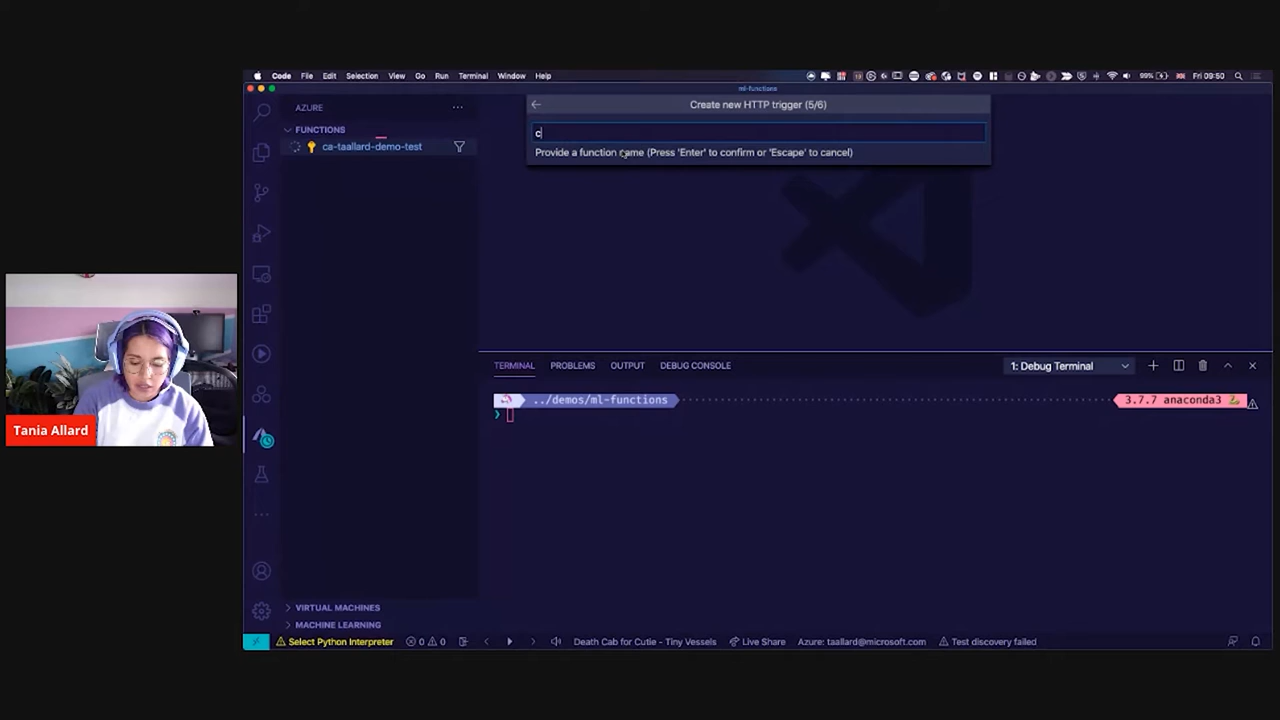 Code File Edit Selection View Go Run Terminal Window Help
99% Fri 09:50
ml-functions
AZURE
Create new HTTP trigger (5/6)
FUNCTIONS
c
ca-taallard-demo-test
Provide a function name (Press 'Enter' to confirm or 'Escape' to cancel)
TERMINAL PROBLEMS OUTPUT DEBUG CONSOLE
1: Debug Terminal
../demos/ml-functions
3.7.7 anaconda3
Tania Allard
VIRTUAL MACHINES
MACHINE LEARNING
Select Python Interpreter
0 0
Death Cab for Cutie - Tiny Vessels
Live Share
Azure: taallard@microsoft.com
Test discovery failed